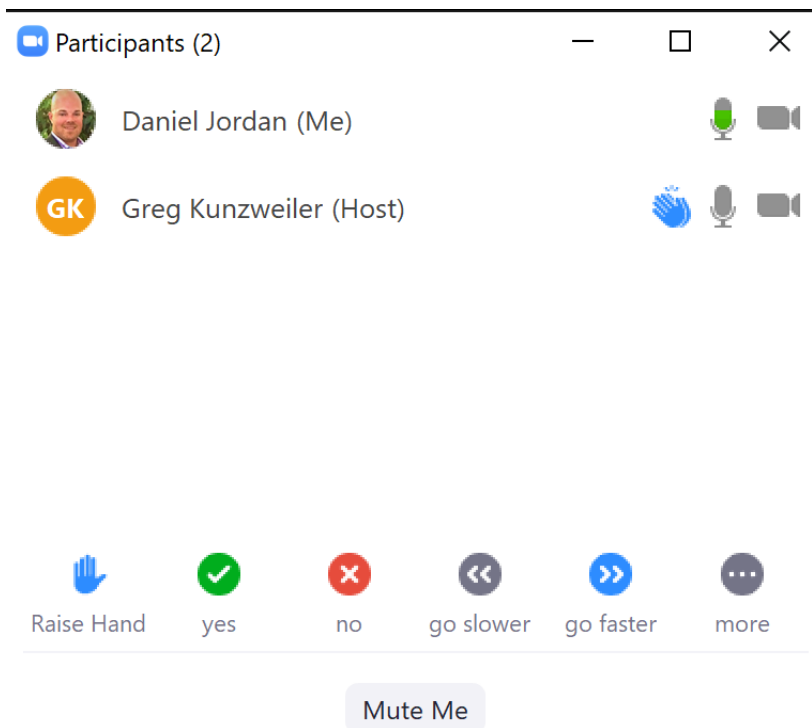 Participants (2)
Daniel Jordan (Me)
GK Greg Kunzweiler (Host)
Raise Hand yes no go slower go faster more
Mute Me